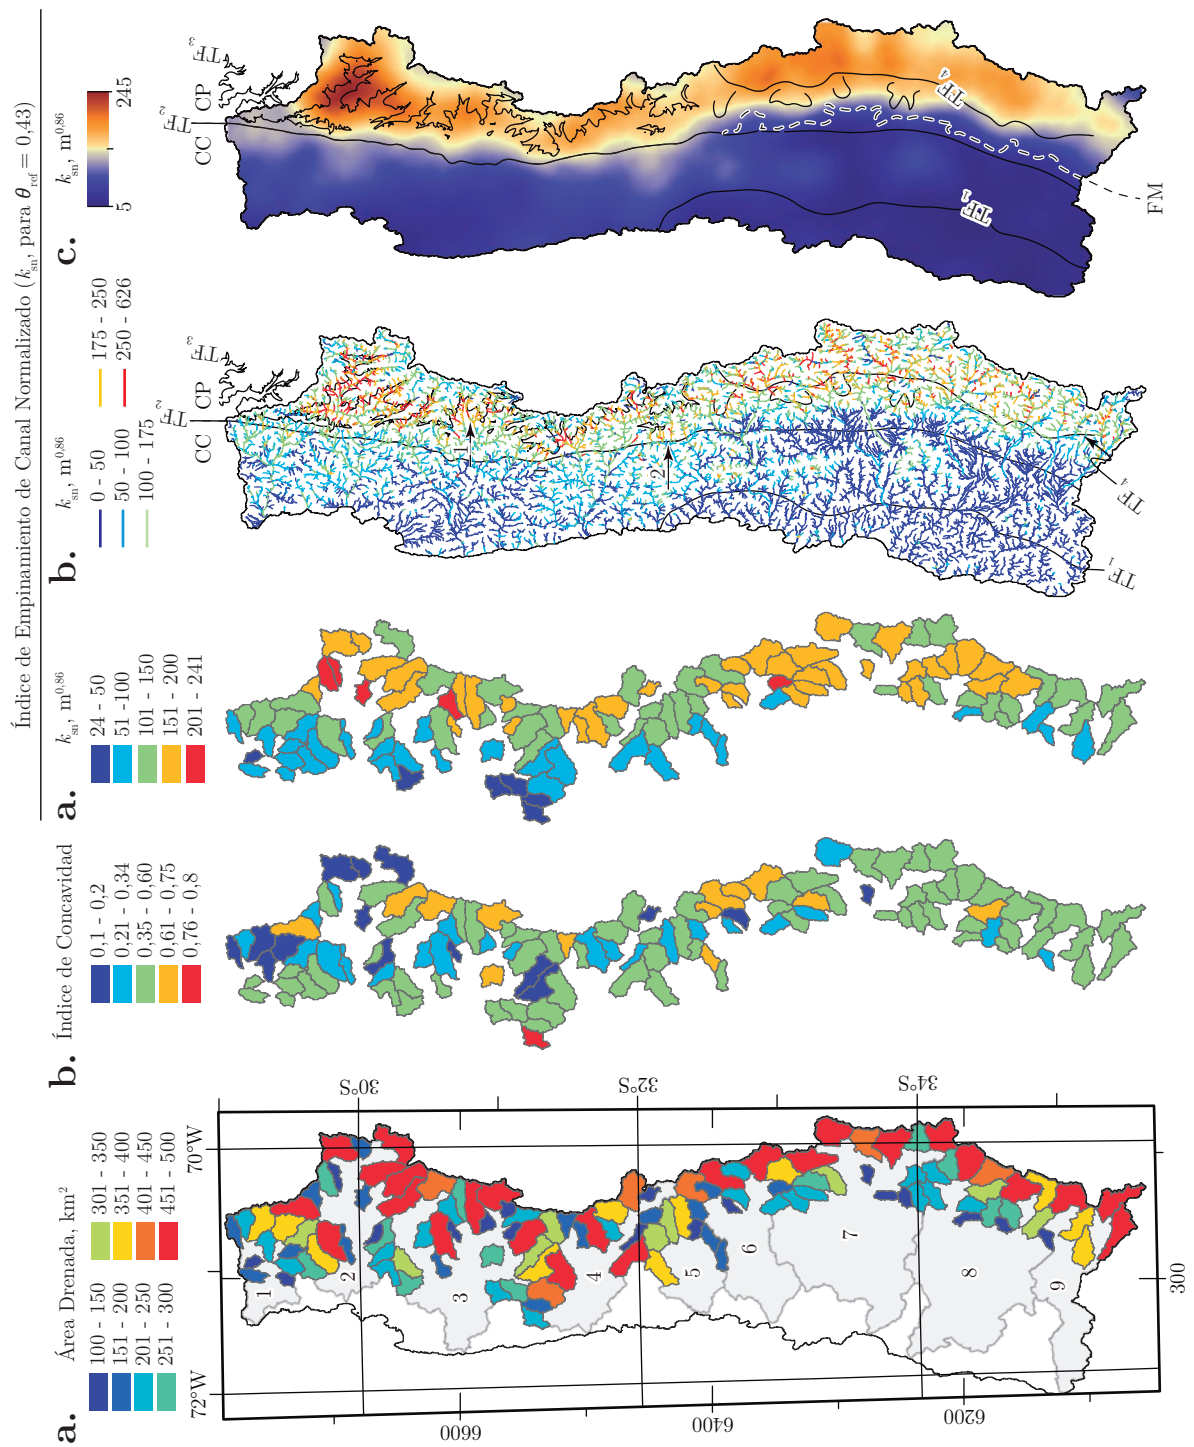 a. Área Drenada, km²
100 - 150
151 - 200
201 - 250
251 - 300
301 - 350
351 - 400
401 - 450
451 - 500
72°W
70°W
30°S
32°S
34°S
6600
6400
6200
300
1
2
3
4
5
6
7
8
9
b. Índice de Concavidad
0,1 - 0,2
0,21 - 0,34
0,35 - 0,60
0,61 - 0,75
0,76 - 0,8
Índice de Empinamiento de Canal Normalizado (ksn, para θref = 0,43)
a. ksn, m0,86
24 - 50
51 -100
101 - 150
151 - 200
201 - 241
b. ksn, m0,86
0 - 50
50 - 100
100 - 175
ksn, m0,86
175 - 250
250 - 626
CC
TF2
CP
TF3
1
2
TF1
TF4
c. ksn, m0,86
5
245
CC
TF2
CP
TF3
TF1
TF4
FM